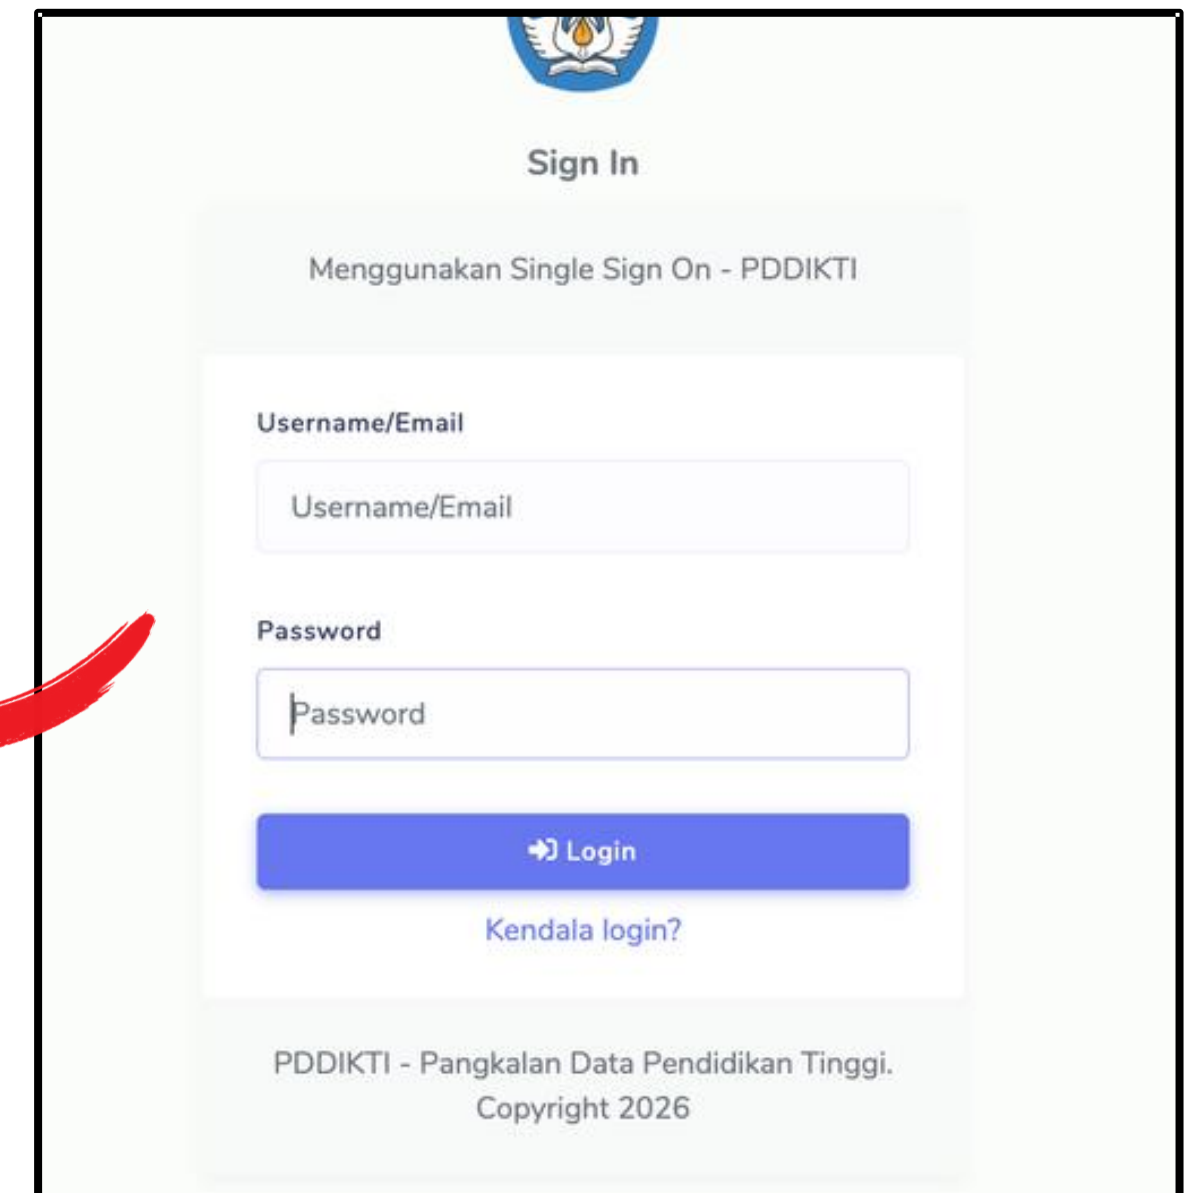 Sign In
Menggunakan Single Sign On - PDDIKTI
Username/Email
Username/Email
Password
Password
Login
Kendala login?
PDDIKTI - Pangkalan Data Pendidikan Tinggi.
Copyright 2026